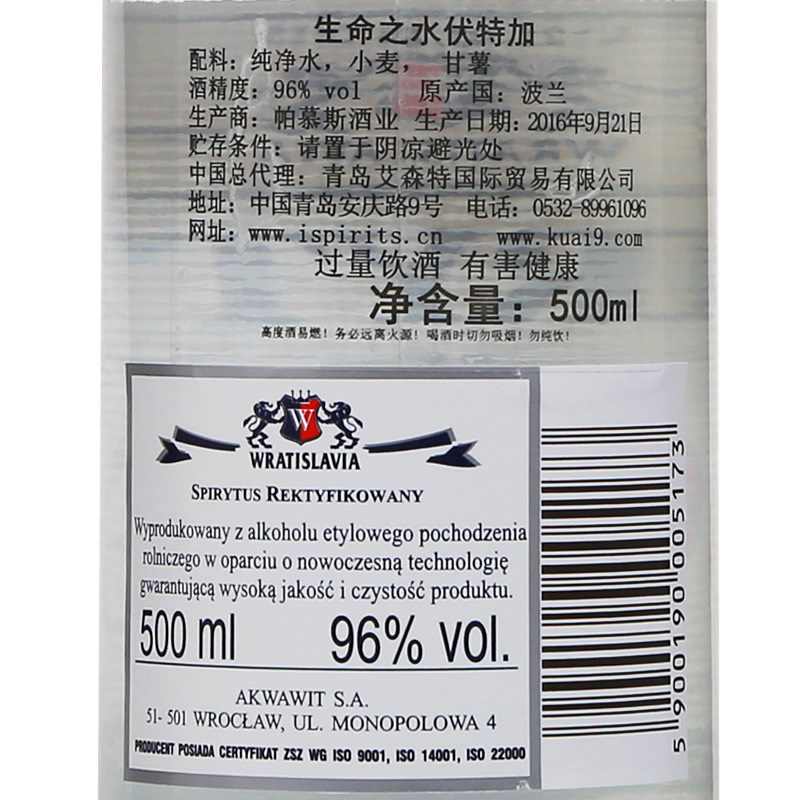 生命之水伏特加
配料：纯净水，小麦， 甘薯
酒精度：96% vol 原产国：波兰
生产商：帕慕斯酒业 生产日期：2016年9月21日
贮存条件：请置于阴凉避光处
中国总代理：青岛艾森特国际贸易有限公司
地址：中国青岛安庆路9号 电话：0532-89961096
网址：www.ispirits.cn www.kuai9.com
过量饮酒 有害健康
净含量：500ml
高度酒易燃！务必远离火源！喝酒时切勿吸烟！勿纯饮！
W
WRATISLAVIA
SPIRYTUS REKTYFIKOWANY
Wyprodukowany z alkoholu etylowego pochodzenia
rolniczego w oparciu o nowoczesną technologię
gwarantującą wysoką jakość i czystość produktu.
500 ml 96% vol.
AKWAWIT S.A.
51- 501 WROCŁAW, UL. MONOPOLOWA 4
PRODUCENT POSIADA CERTYFIKAT ZSZ WG ISO 9001, ISO 14001, ISO 22000
5 900190 005173